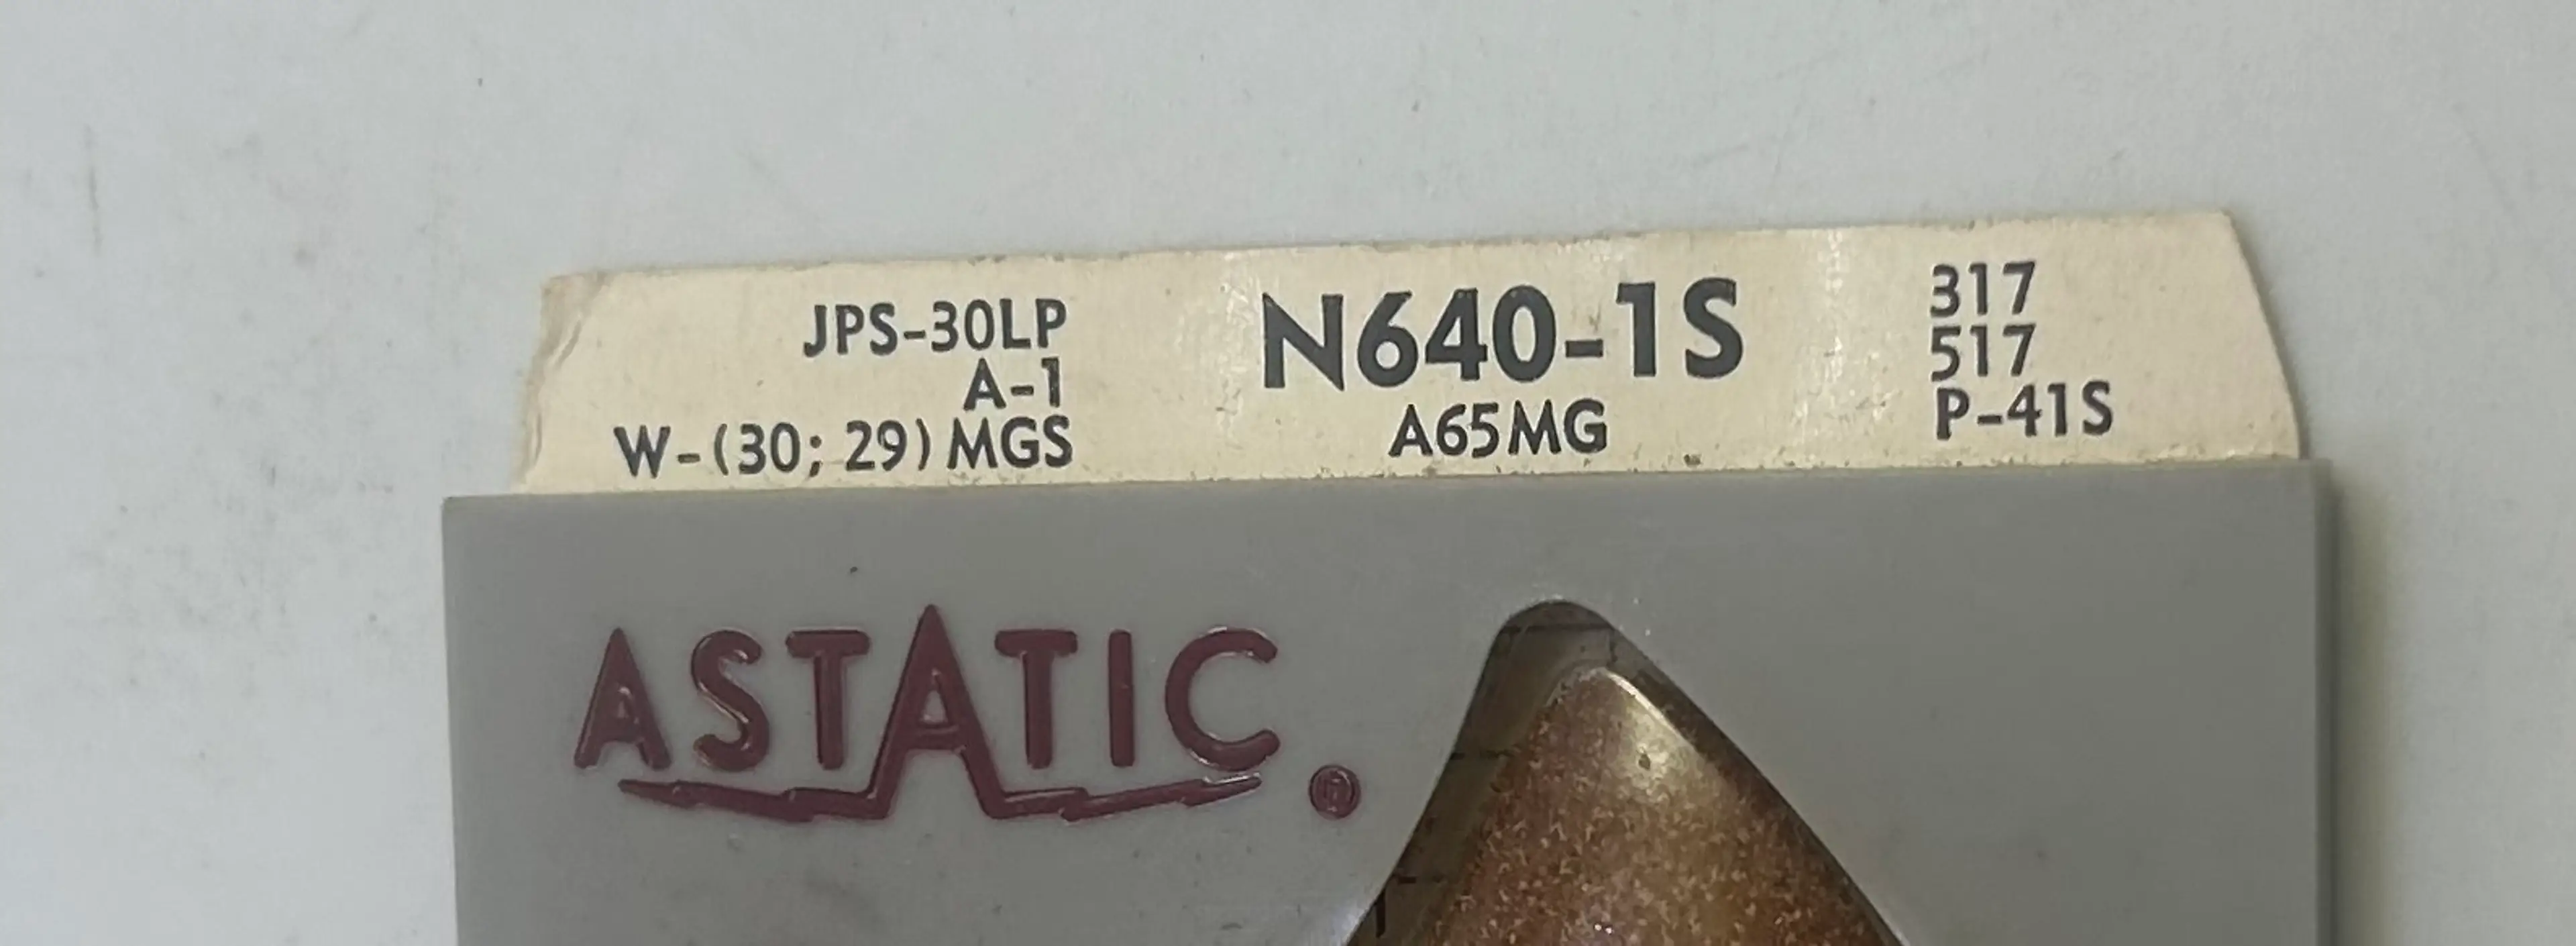 JPS-30LP
A-1
W-(30; 29) MGS
N640-1S
A65MG
317
517
P-41S
ASTATIC ®